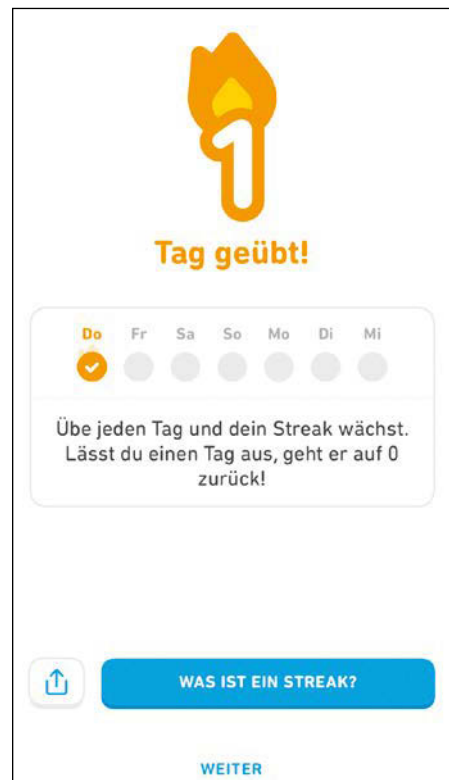 1
Tag geübt!
Do Fr Sa So Mo Di Mi
Übe jeden Tag und dein Streak wächst.
Lässt du einen Tag aus, geht er auf 0
zurück!
WAS IST EIN STREAK?
WEITER